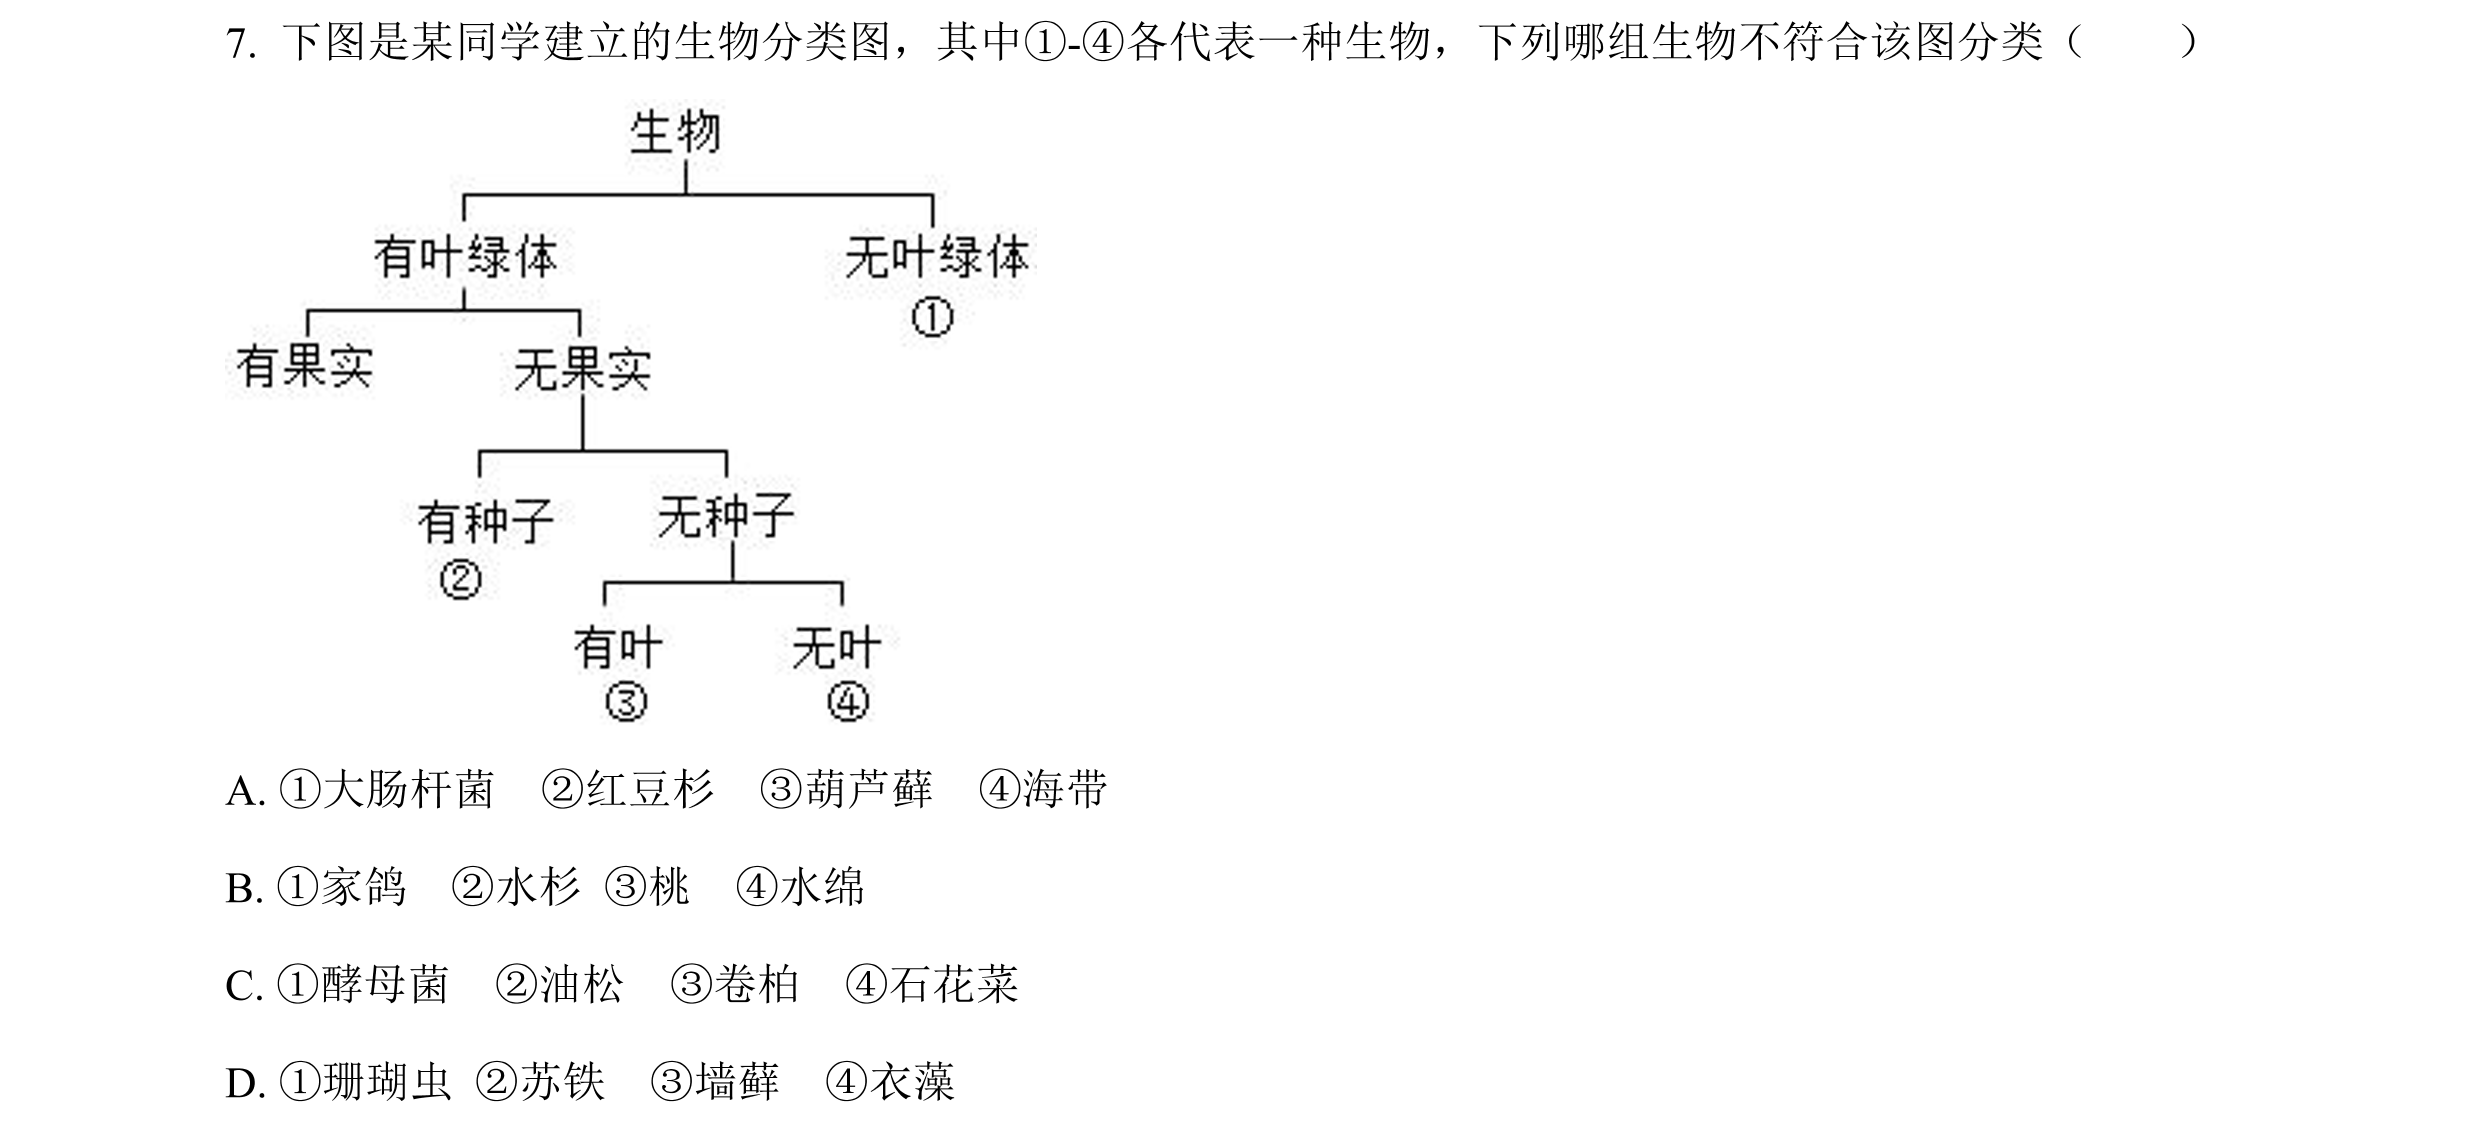 7. 下图是某同学建立的生物分类图，其中①-④各代表一种生物，下列哪组生物不符合该图分类（　　）
生物
有叶绿体 无叶绿体
①
有果实 无果实
有种子 无种子
②
有叶 无叶
③ ④
A. ①大肠杆菌 ②红豆杉 ③葫芦藓 ④海带
B. ①家鸽 ②水杉 ③桃 ④水绵
C. ①酵母菌 ②油松 ③卷柏 ④石花菜
D. ①珊瑚虫 ②苏铁 ③墙藓 ④衣藻